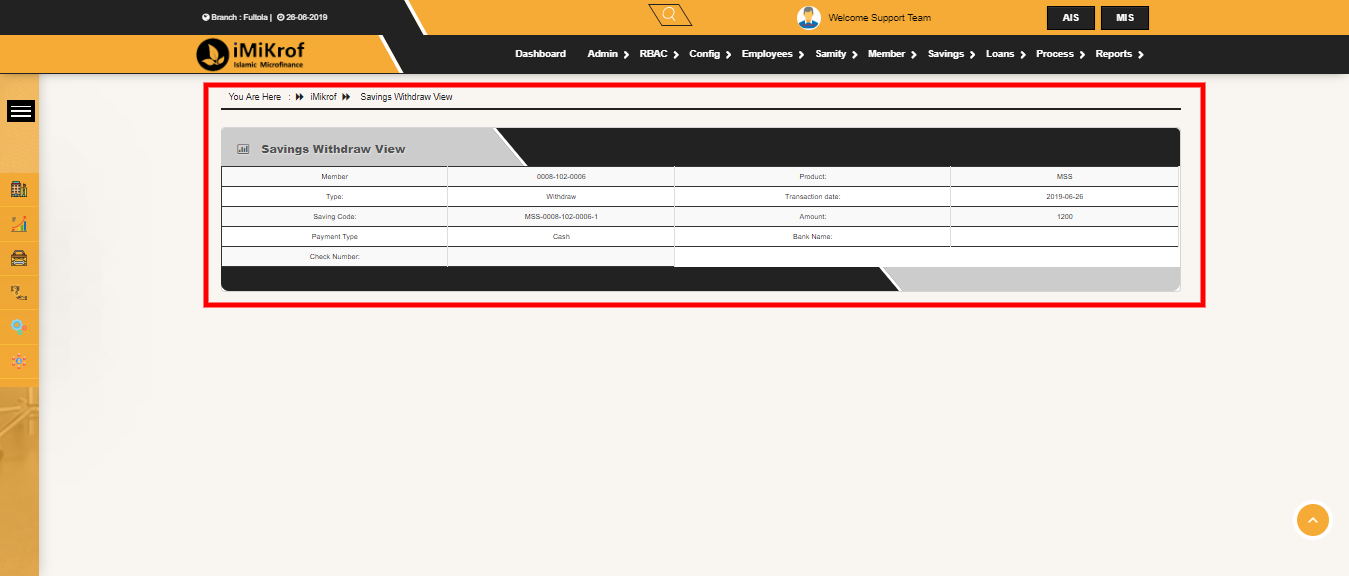 Branch : Fultola | 26-06-2019
Welcome Support Team
AIS MIS
iMiKrof
Islamic Microfinance
Dashboard Admin RBAC Config Employees Samity Member Savings Loans Process Reports
You Are Here : iMikrof Savings Withdraw View
Savings Withdraw View
Member 0008-102-0006 Product: MSS
Type: Withdraw Transaction date: 2019-06-26
Saving Code: MSS-0008-102-0006-1 Amount: 1200
Payment Type Cash Bank Name:
Check Number: